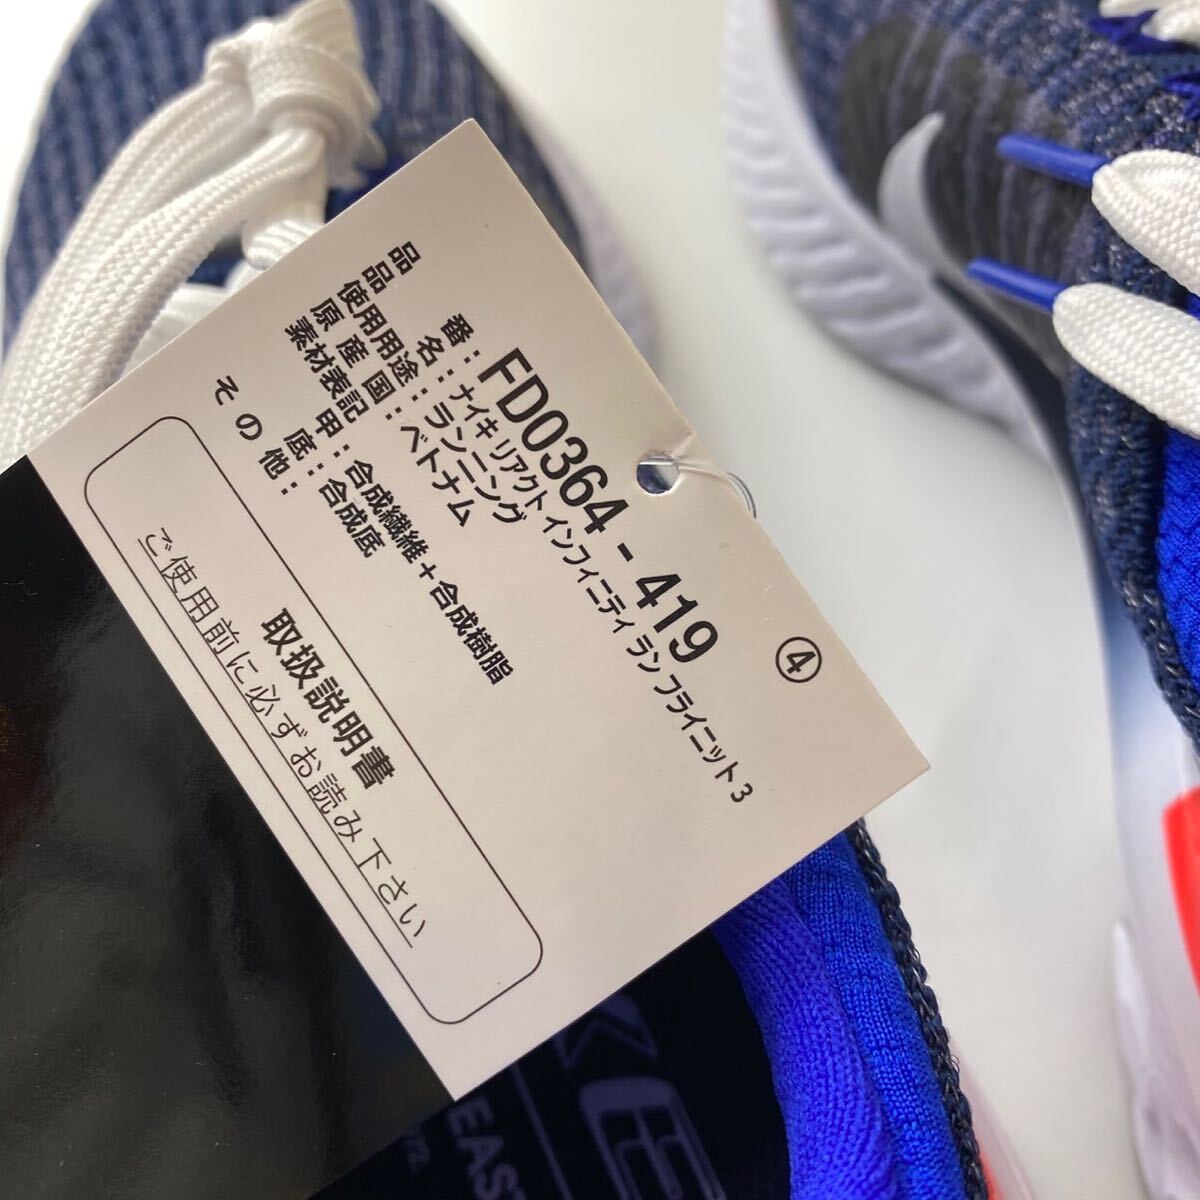 ④
品番:FD0364-419
品名:ナイキ リアクト インフィニティ ラン フライニット 3
使用用途:ランニング
原産国:ベトナム
素材表記 甲:合成繊維+合成樹脂
底:合成底
その他:
取扱説明書
ご使用前に必ずお読み下さい